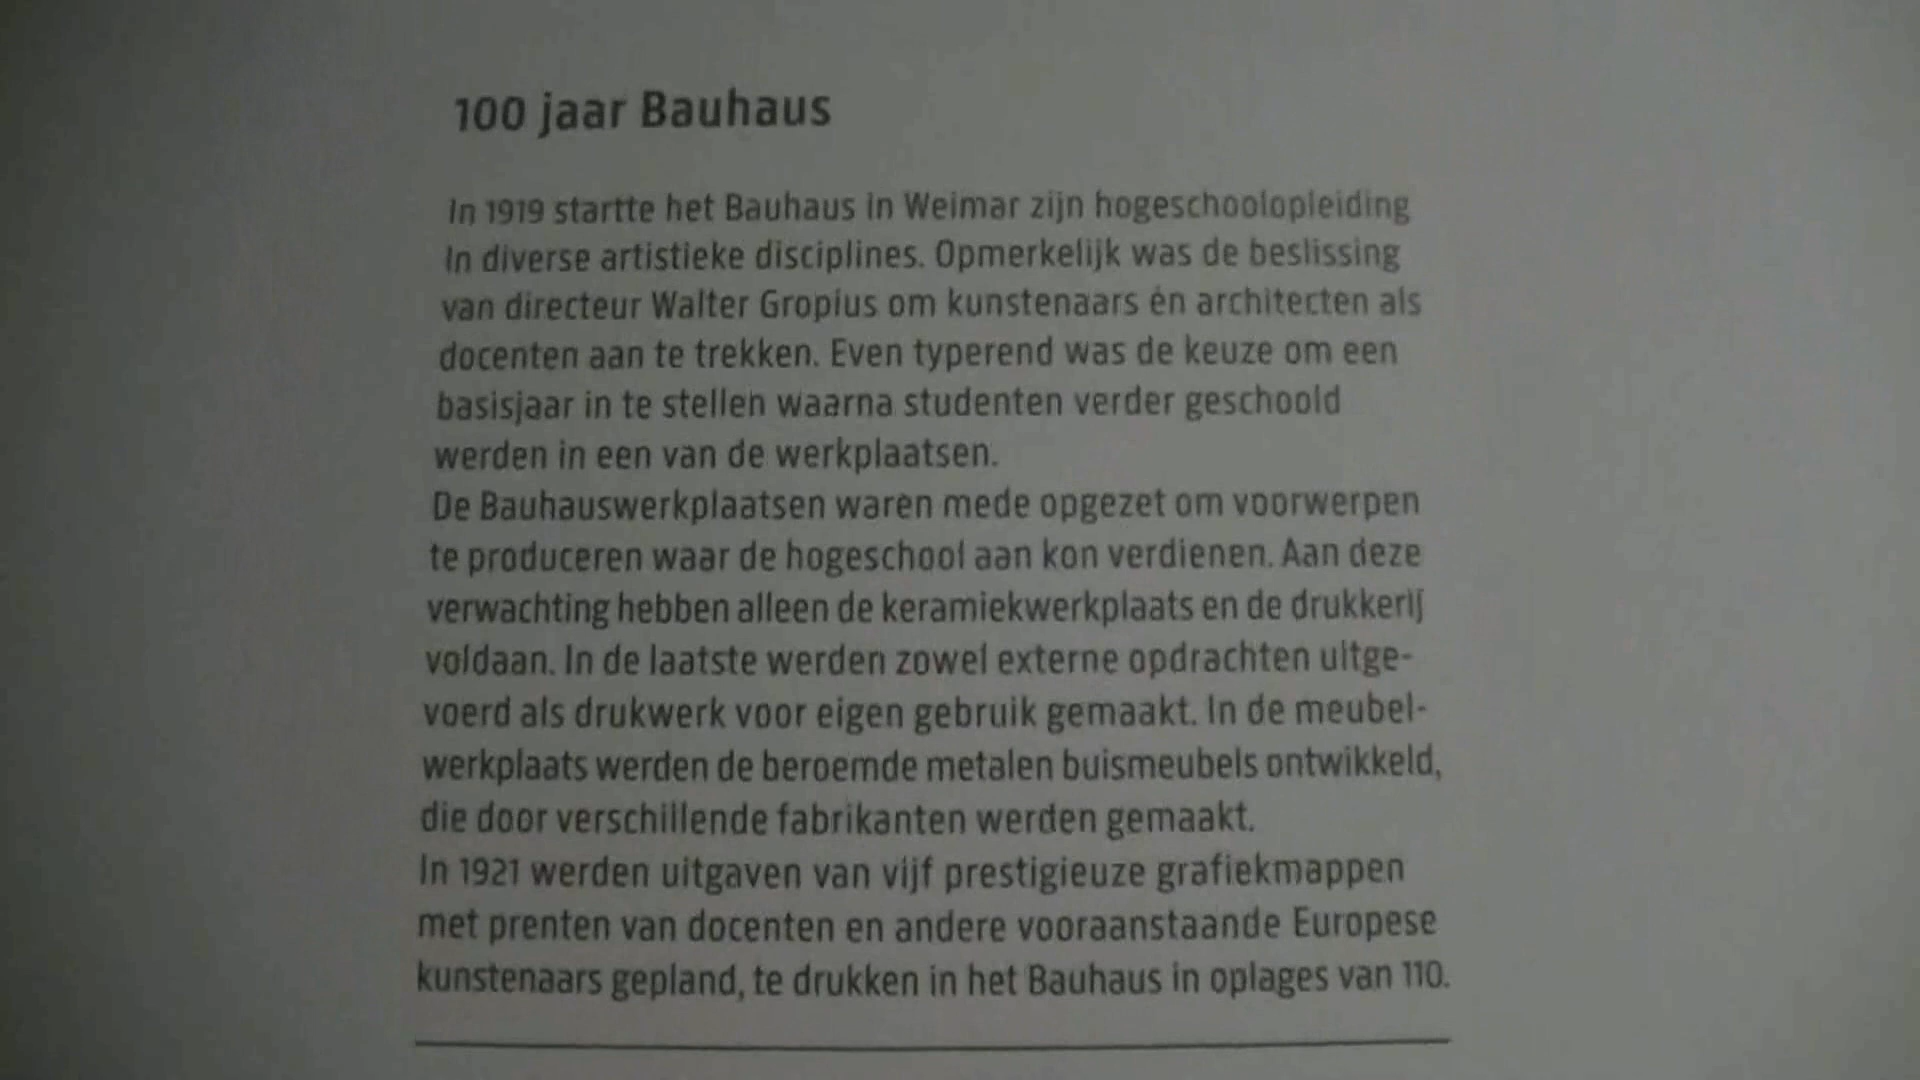 100 jaar Bauhaus
In 1919 startte het Bauhaus in Weimar zijn hogeschoolopleiding
in diverse artistieke disciplines. Opmerkelijk was de beslissing
van directeur Walter Gropius om kunstenaars én architecten als
docenten aan te trekken. Even typerend was de keuze om een
basisjaar in te stellen waarna studenten verder geschoold
werden in een van de werkplaatsen.
De Bauhauswerkplaatsen waren mede opgezet om voorwerpen
te produceren waar de hogeschool aan kon verdienen. Aan deze
verwachting hebben alleen de keramiekwerkplaats en de drukkerij
voldaan. In de laatste werden zowel externe opdrachten uitge-
voerd als drukwerk voor eigen gebruik gemaakt. In de meubel-
werkplaats werden de beroemde metalen buismeubels ontwikkeld,
die door verschillende fabrikanten werden gemaakt.
In 1921 werden uitgaven van vijf prestigieuze grafiekmappen
met prenten van docenten en andere vooraanstaande Europese
kunstenaars gepland, te drukken in het Bauhaus in oplages van 110.